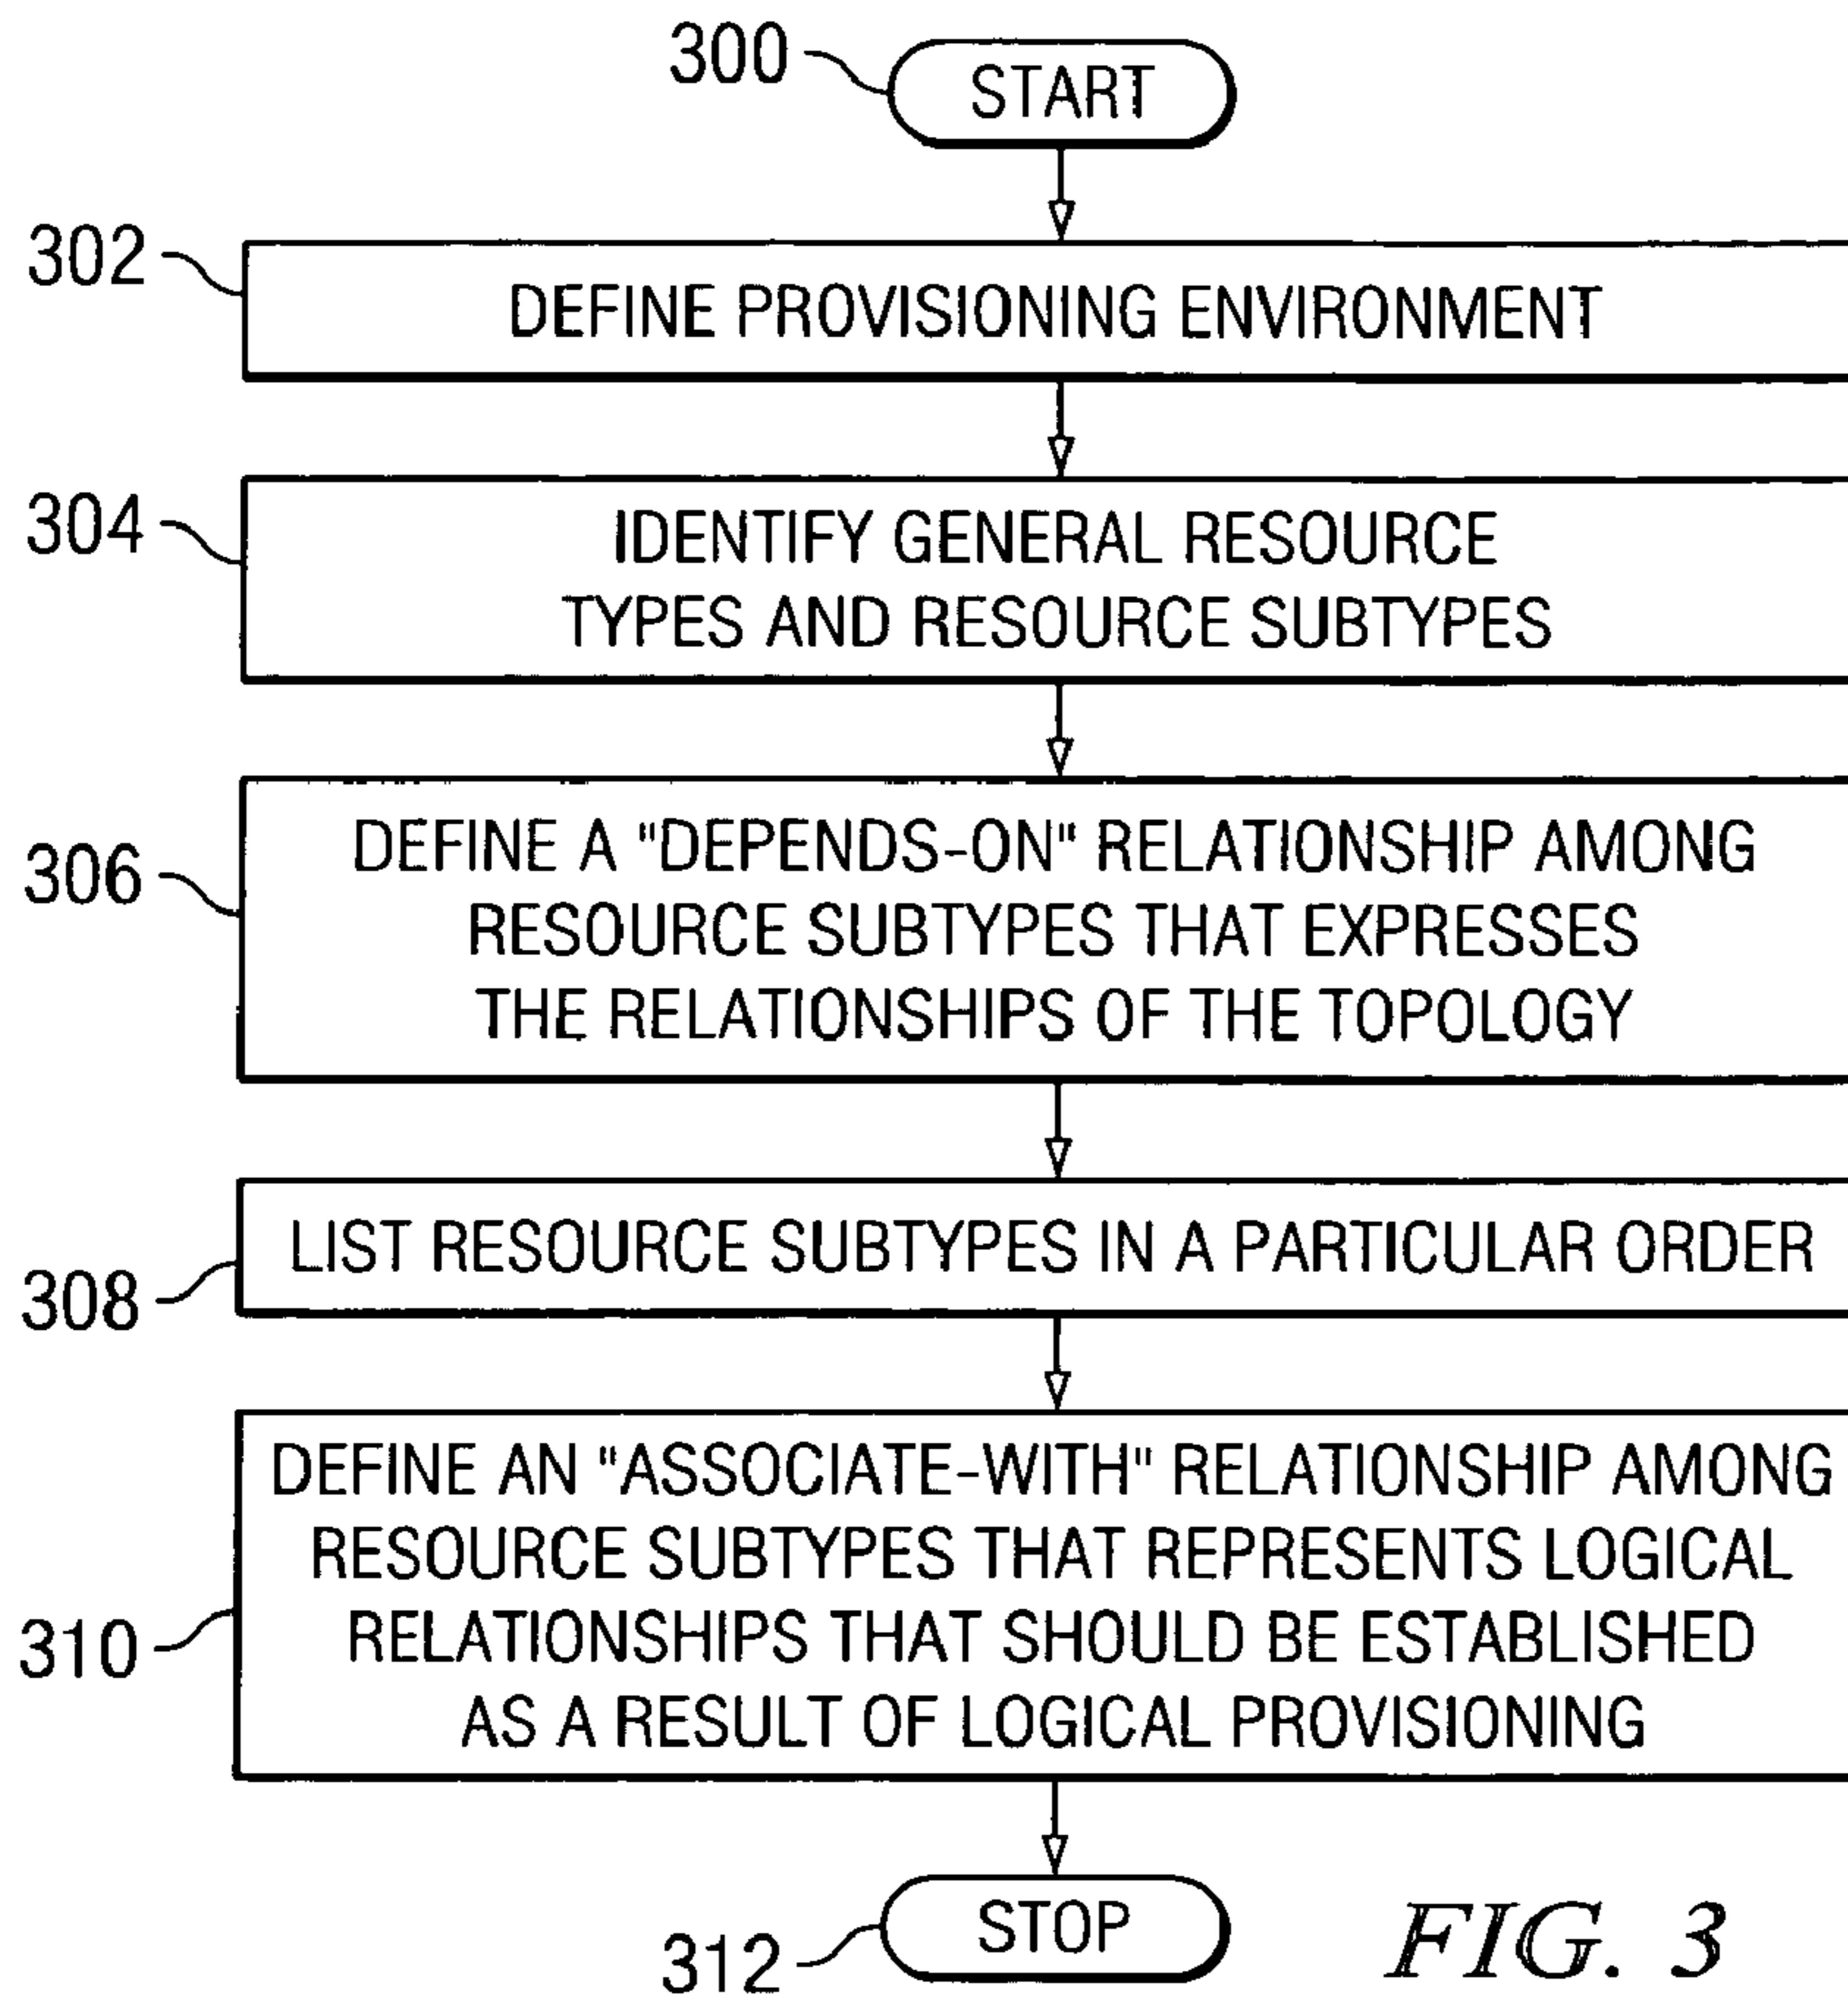 300
START
302
DEFINE PROVISIONING ENVIRONMENT
304
IDENTIFY GENERAL RESOURCE
TYPES AND RESOURCE SUBTYPES
306
DEFINE A "DEPENDS-ON" RELATIONSHIP AMONG
RESOURCE SUBTYPES THAT EXPRESSES
THE RELATIONSHIPS OF THE TOPOLOGY
308
LIST RESOURCE SUBTYPES IN A PARTICULAR ORDER
310
DEFINE AN "ASSOCIATE-WITH" RELATIONSHIP AMONG
RESOURCE SUBTYPES THAT REPRESENTS LOGICAL
RELATIONSHIPS THAT SHOULD BE ESTABLISHED
AS A RESULT OF LOGICAL PROVISIONING
312
STOP
FIG. 3